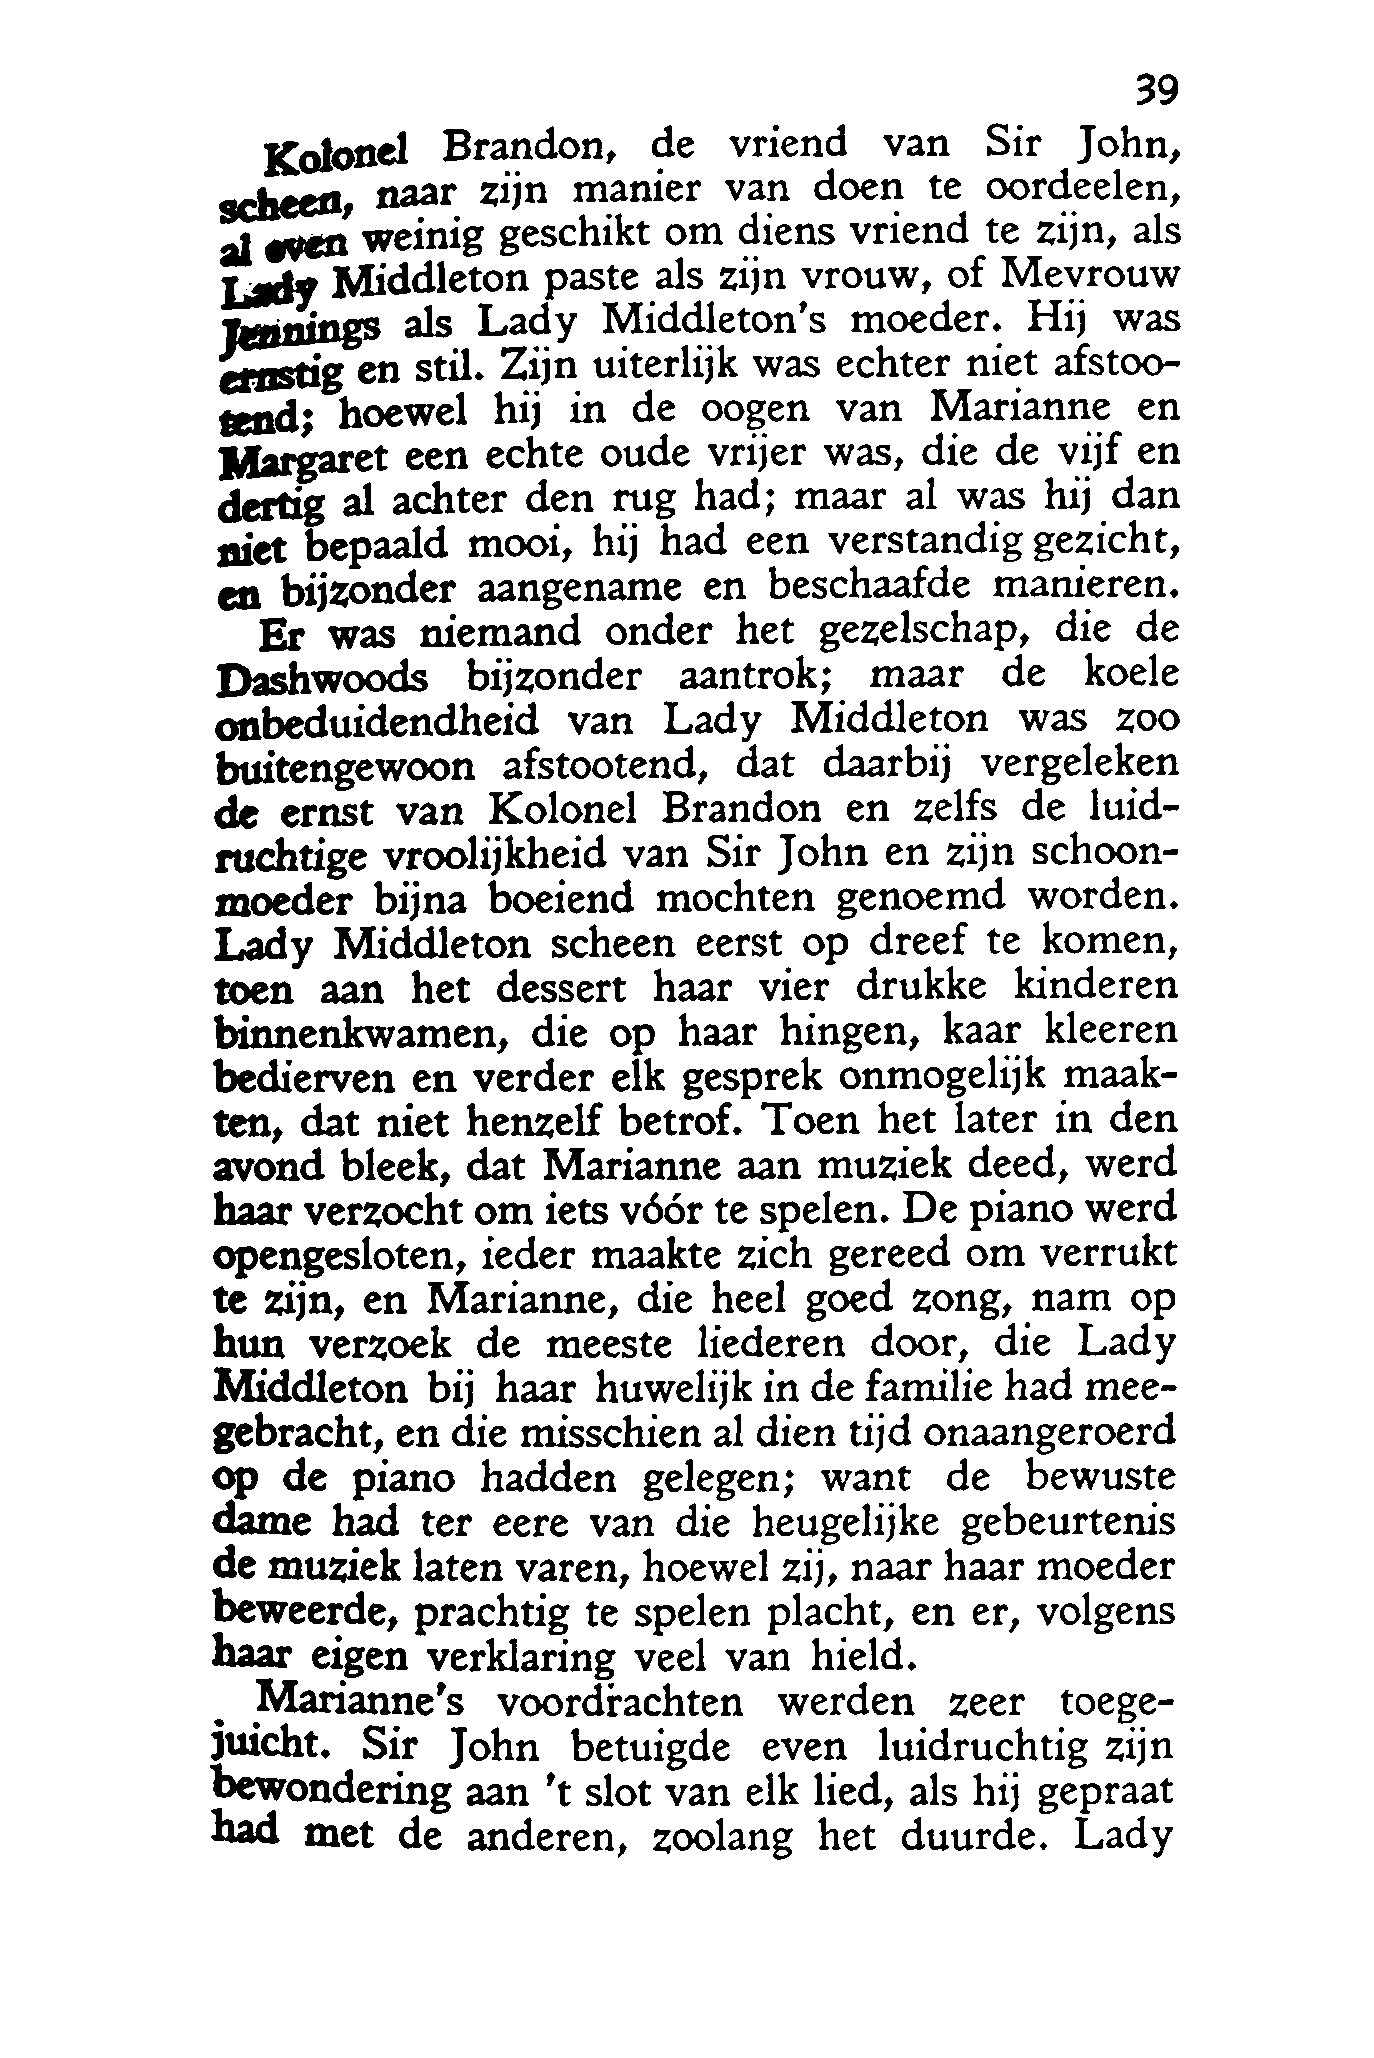 39
Kolonel Brandon, de vriend van Sir John,
scheen, naar zijn manier van doen te oordeelen,
al even weinig geschikt om diens vriend te zijn, als
Lady Middleton paste als zijn vrouw, of Mevrouw
Jennings als Lady Middleton's moeder. Hij was
ernstig en stil. Zijn uiterlijk was echter niet afstoo-
tend; hoewel hij in de oogen van Marianne en
Margaret een echte oude vrijer was, die de vijf en
dertig al achter den rug had; maar al was hij dan
niet bepaald mooi, hij had een verstandig gezicht,
en bijzonder aangename en beschaafde manieren.
Er was niemand onder het gezelschap, die de
Dashwoods bijzonder aantrok; maar de koele
onbeduidendheid van Lady Middleton was zoo
buitengewoon afstootend, dat daarbij vergeleken
de ernst van Kolonel Brandon en zelfs de luid-
ruchtige vroolijkheid van Sir John en zijn schoon-
moeder bijna boeiend mochten genoemd worden.
Lady Middleton scheen eerst op dreef te komen,
toen aan het dessert haar vier drukke kinderen
binnenkwamen, die op haar hingen, kaar kleeren
bedierven en verder elk gesprek onmogelijk maak-
ten, dat niet henzelf betrof. Toen het later in den
avond bleek, dat Marianne aan muziek deed, werd
haar verzocht om iets vóór te spelen. De piano werd
opengesloten, ieder maakte zich gereed om verrukt
te zijn, en Marianne, die heel goed zong, nam op
hun verzoek de meeste liederen door, die Lady
Middleton bij haar huwelijk in de familie had mee-
gebracht, en die misschien al dien tijd onaangeroerd
op de piano hadden gelegen; want de bewuste
dame had ter eere van die heugelijke gebeurtenis
de muziek laten varen, hoewel zij, naar haar moeder
beweerde, prachtig te spelen placht, en er, volgens
haar eigen verklaring veel van hield.
Marianne's voordrachten werden zeer toege-
juicht. Sir John betuigde even luidruchtig zijn
bewondering aan 't slot van elk lied, als hij gepraat
had met de anderen, zoolang het duurde. Lady